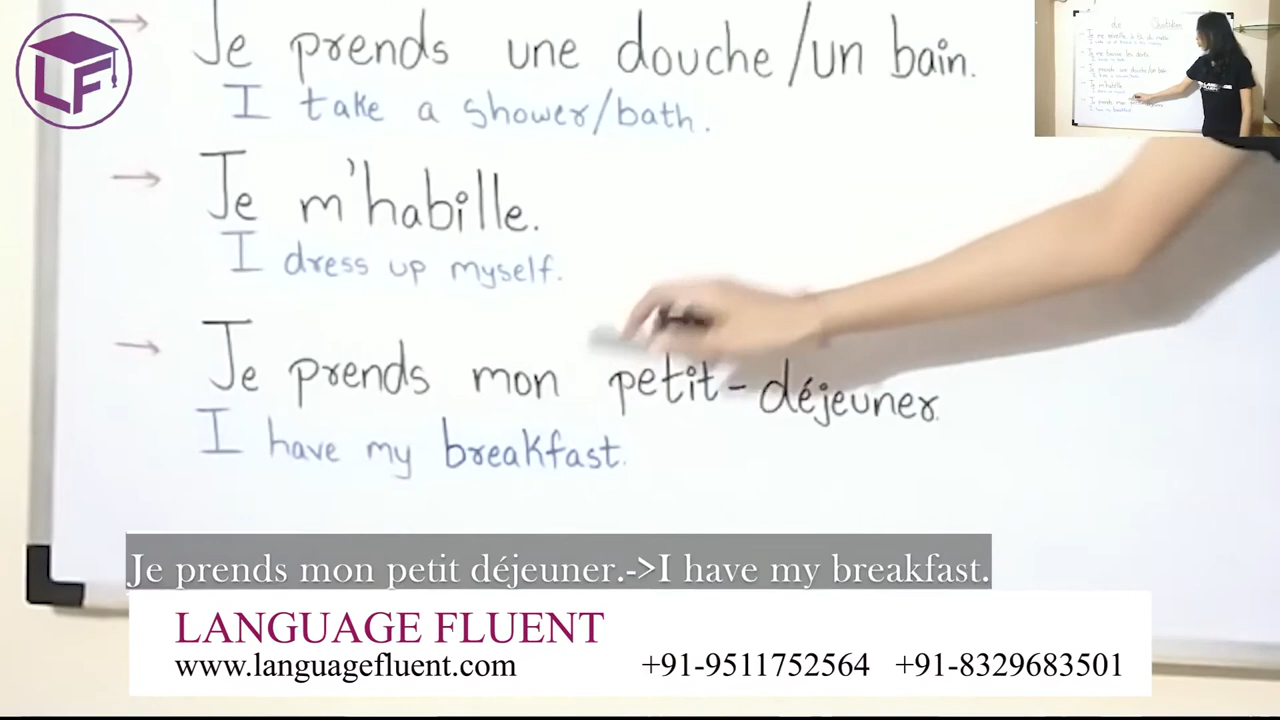 LF
Je prends une douche/un bain.
I take a shower/bath.
→ Je m'habille.
I dress up myself.
→ Je prends mon petit-déjeuner.
I have my breakfast.
Je prends mon petit déjeuner.->I have my breakfast.
LANGUAGE FLUENT
www.languagefluent.com +91-9511752564 +91-8329683501